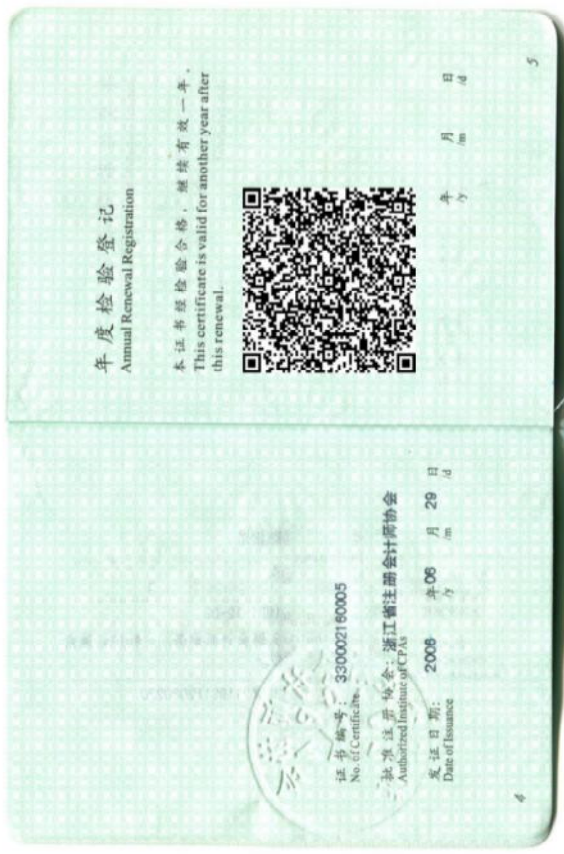 证书编号: 330002160005
No. of Certificate
批准注册协会: 浙江省注册会计师协会
Authorized Institute of CPAs
发证日期: 2006 年 06 月 29 日
Date of Issuance /y /m /d
4
年度检验登记
Annual Renewal Registration
本证书经检验合格，继续有效一年。
This certificate is valid for another year after
this renewal.
年 月 日
/y /m /d
5